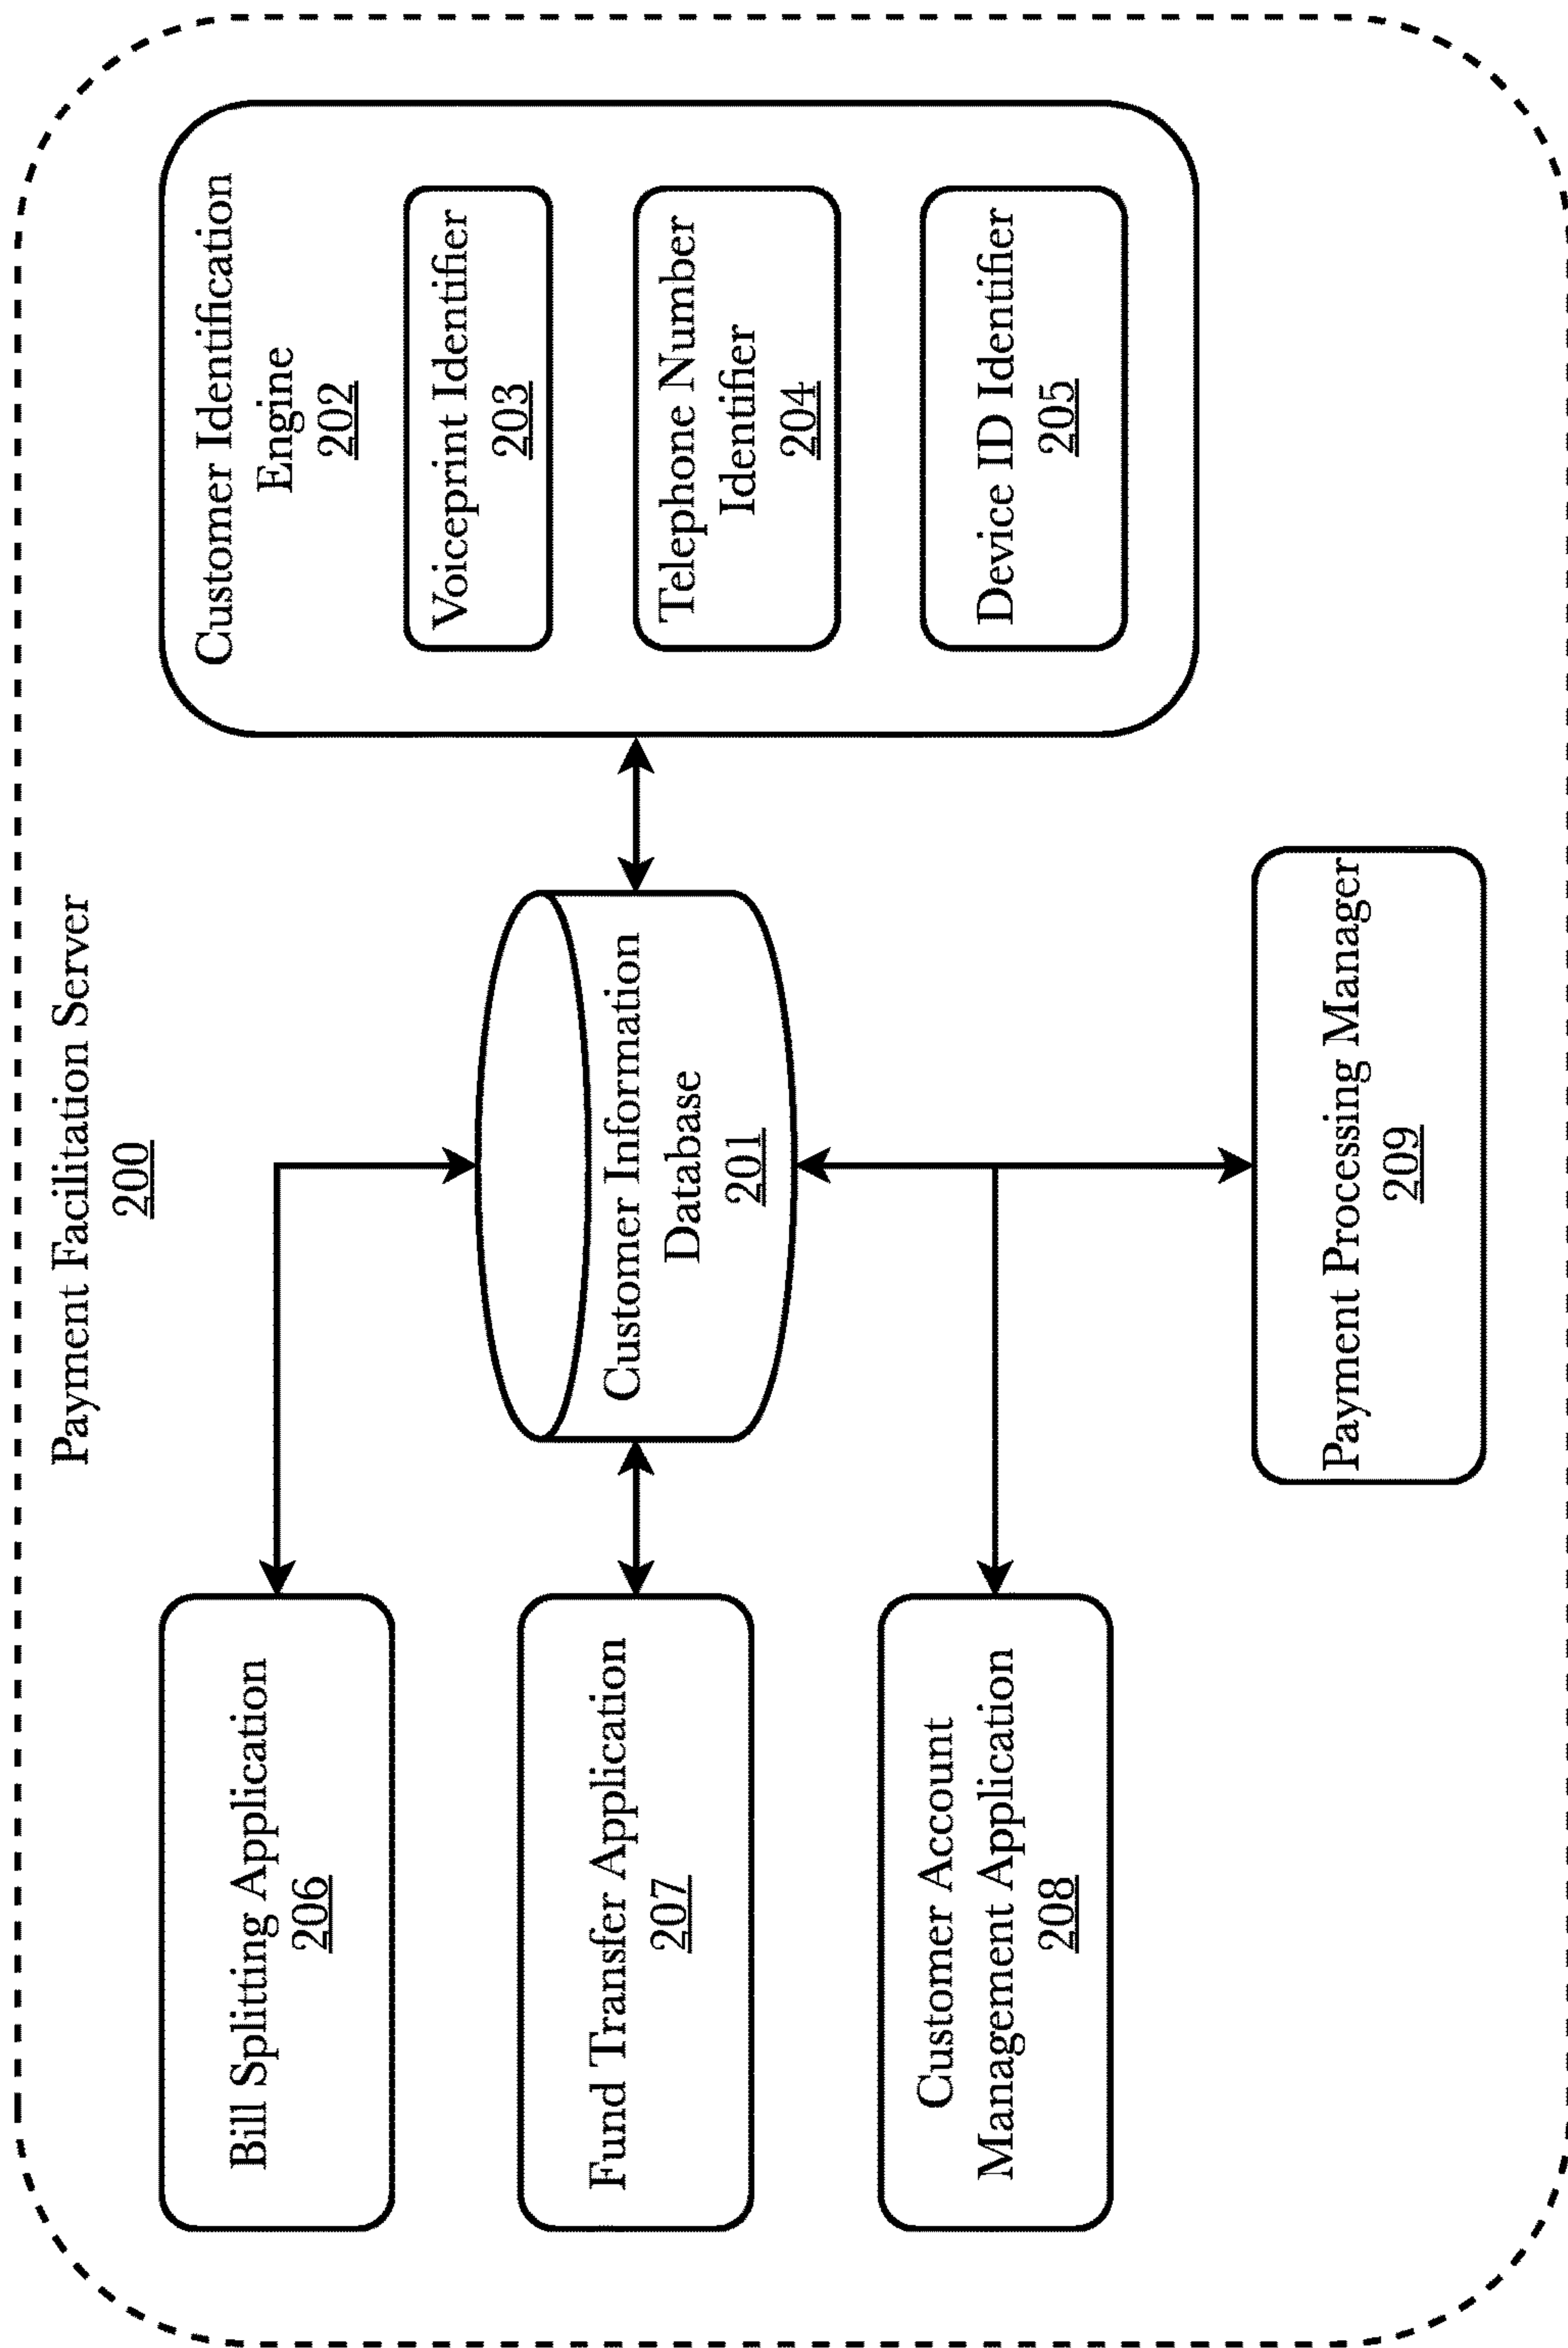 Payment Facilitation Server
200
Bill Splitting Application
206
Fund Transfer Application
207
Customer Account
Management Application
208
Customer Information
Database
201
Payment Processing Manager
209
Customer Identification
Engine
202
Voiceprint Identifier
203
Telephone Number
Identifier
204
Device ID Identifier
205